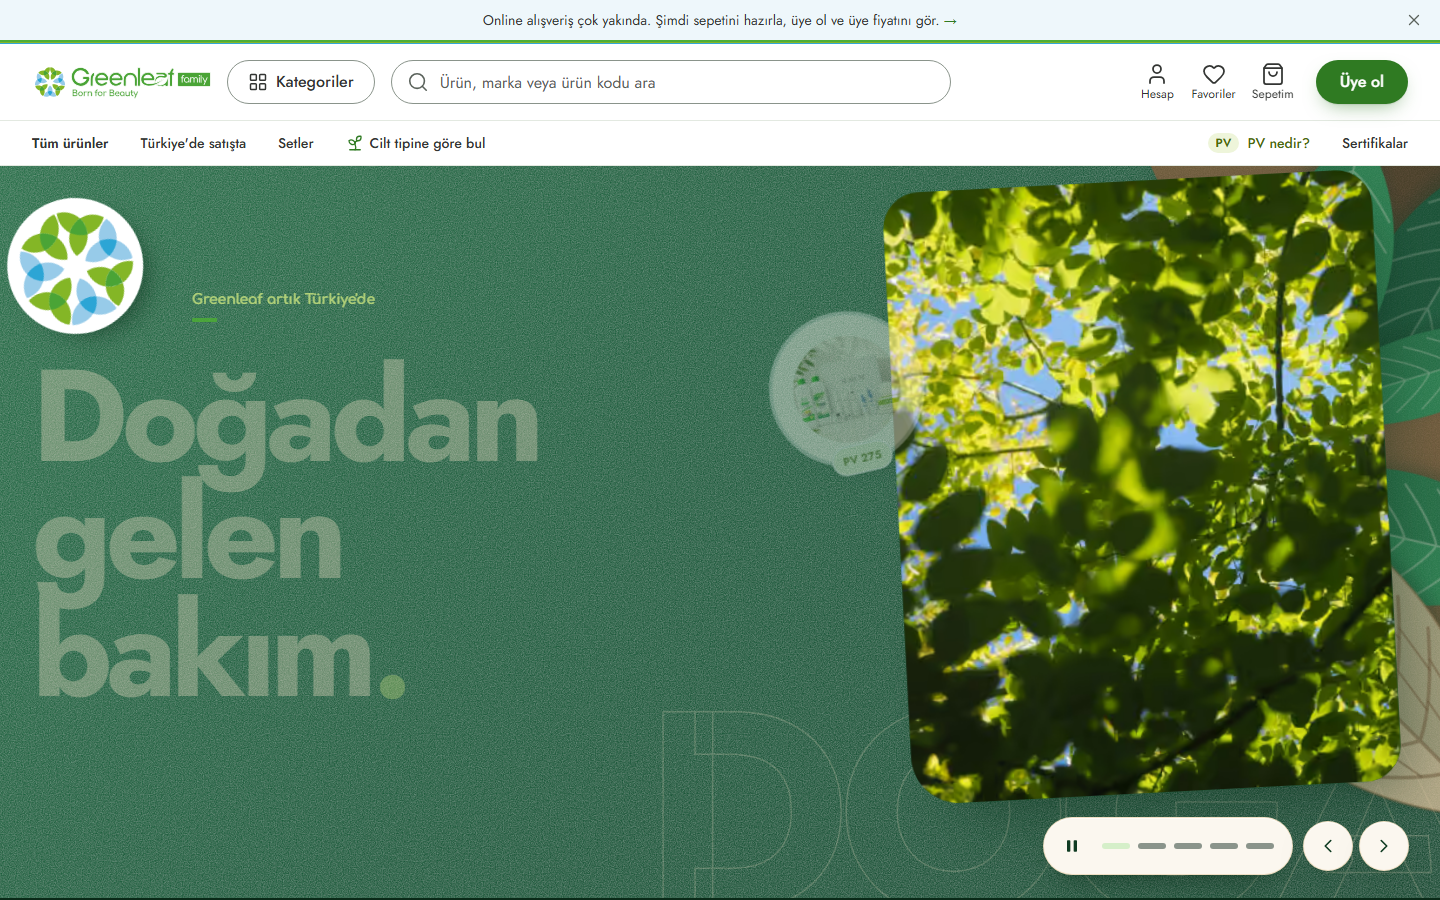 Online alışveriş çok yakında. Şimdi sepetini hazırla, üye ol ve üye fiyatını gör. →
Greenleaf family
Born for Beauty
Kategoriler
Ürün, marka veya ürün kodu ara
Hesap
Favoriler
Sepetim
Üye ol
Tüm ürünler
Türkiye'de satışta
Setler
Cilt tipine göre bul
PV
PV nedir?
Sertifikalar
Greenleaf artık Türkiye'de
Doğadan
gelen
bakım.
PV 275
DOĞA